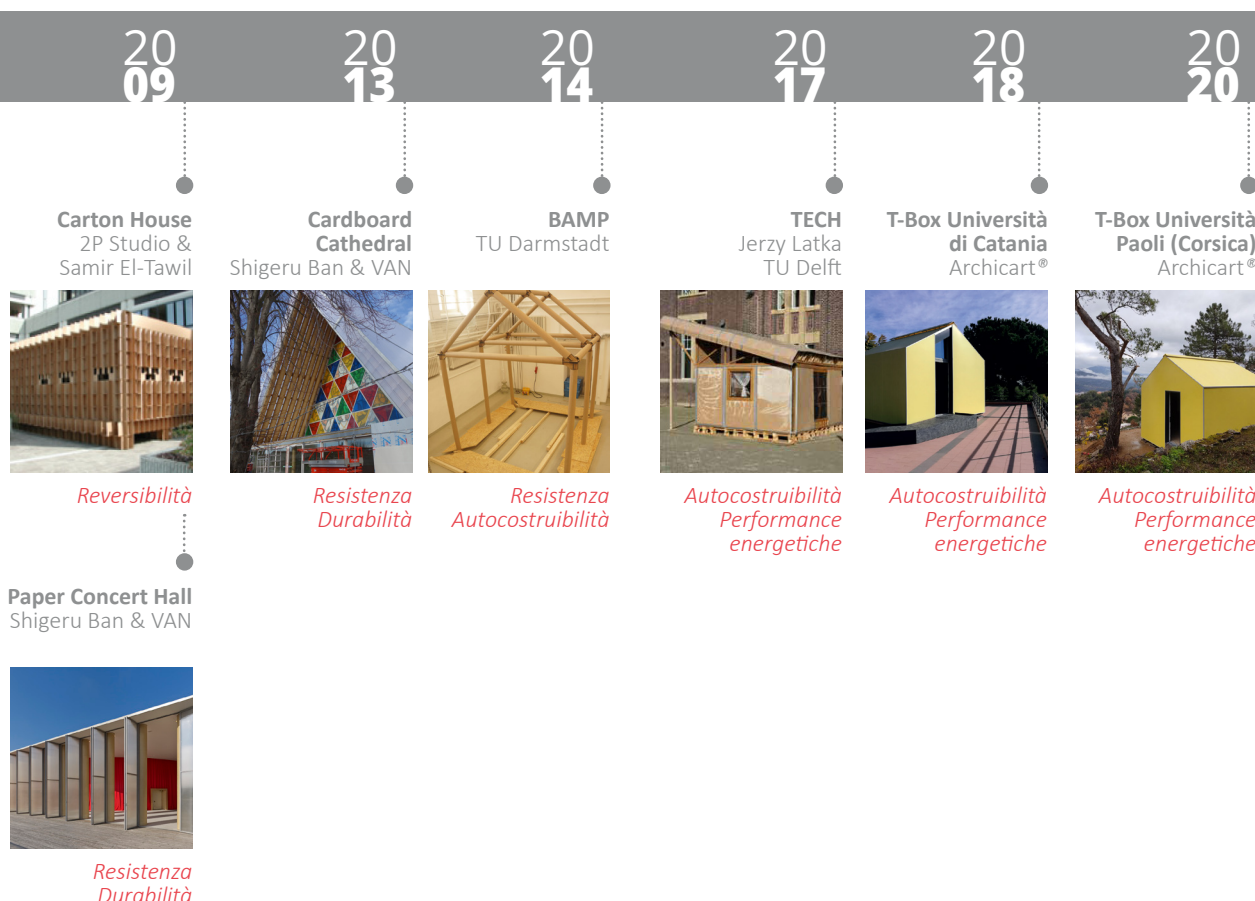 20
09
20
13
20
14
20
17
20
18
20
20
Carton House
2P Studio &
Samir El-Tawil
Reversibilità
Paper Concert Hall
Shigeru Ban & VAN
Resistenza
Durabilità
Cardboard
Cathedral
Shigeru Ban & VAN
Resistenza
Durabilità
BAMP
TU Darmstadt
Resistenza
Autocostruibilità
TECH
Jerzy Latka
TU Delft
Autocostruibilità
Performance
energetiche
T-Box Università
di Catania
Archicart®
Autocostruibilità
Performance
energetiche
T-Box Università
Paoli (Corsica)
Archicart®
Autocostruibilità
Performance
energetiche